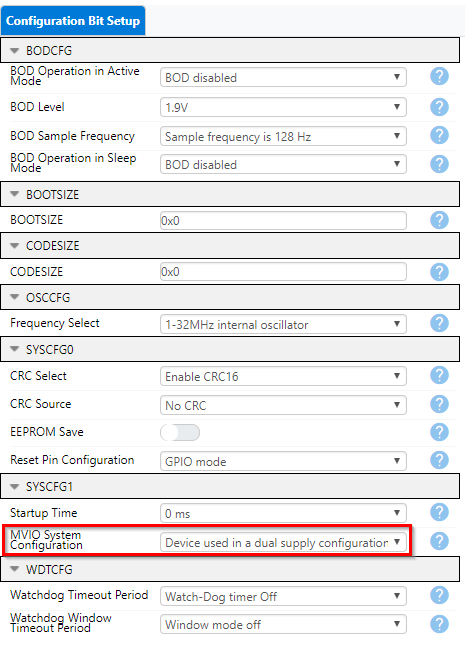 Configuration Bit Setup
BODCFG
BOD Operation in Active
Mode
BOD disabled
?
BOD Level
1.9V
?
BOD Sample Frequency
Sample frequency is 128 Hz
?
BOD Operation in Sleep
Mode
BOD disabled
?
BOOTSIZE
BOOTSIZE
0x0
?
CODESIZE
CODESIZE
0x0
?
OSCCFG
Frequency Select
1-32MHz internal oscillator
?
SYSCFG0
CRC Select
Enable CRC16
?
CRC Source
No CRC
?
EEPROM Save
?
Reset Pin Configuration
GPIO mode
?
SYSCFG1
Startup Time
0 ms
?
MVIO System
Configuration
Device used in a dual supply configuration
?
WDTCFG
Watchdog Timeout Period
Watch-Dog timer Off
?
Watchdog Window
Timeout Period
Window mode off
?